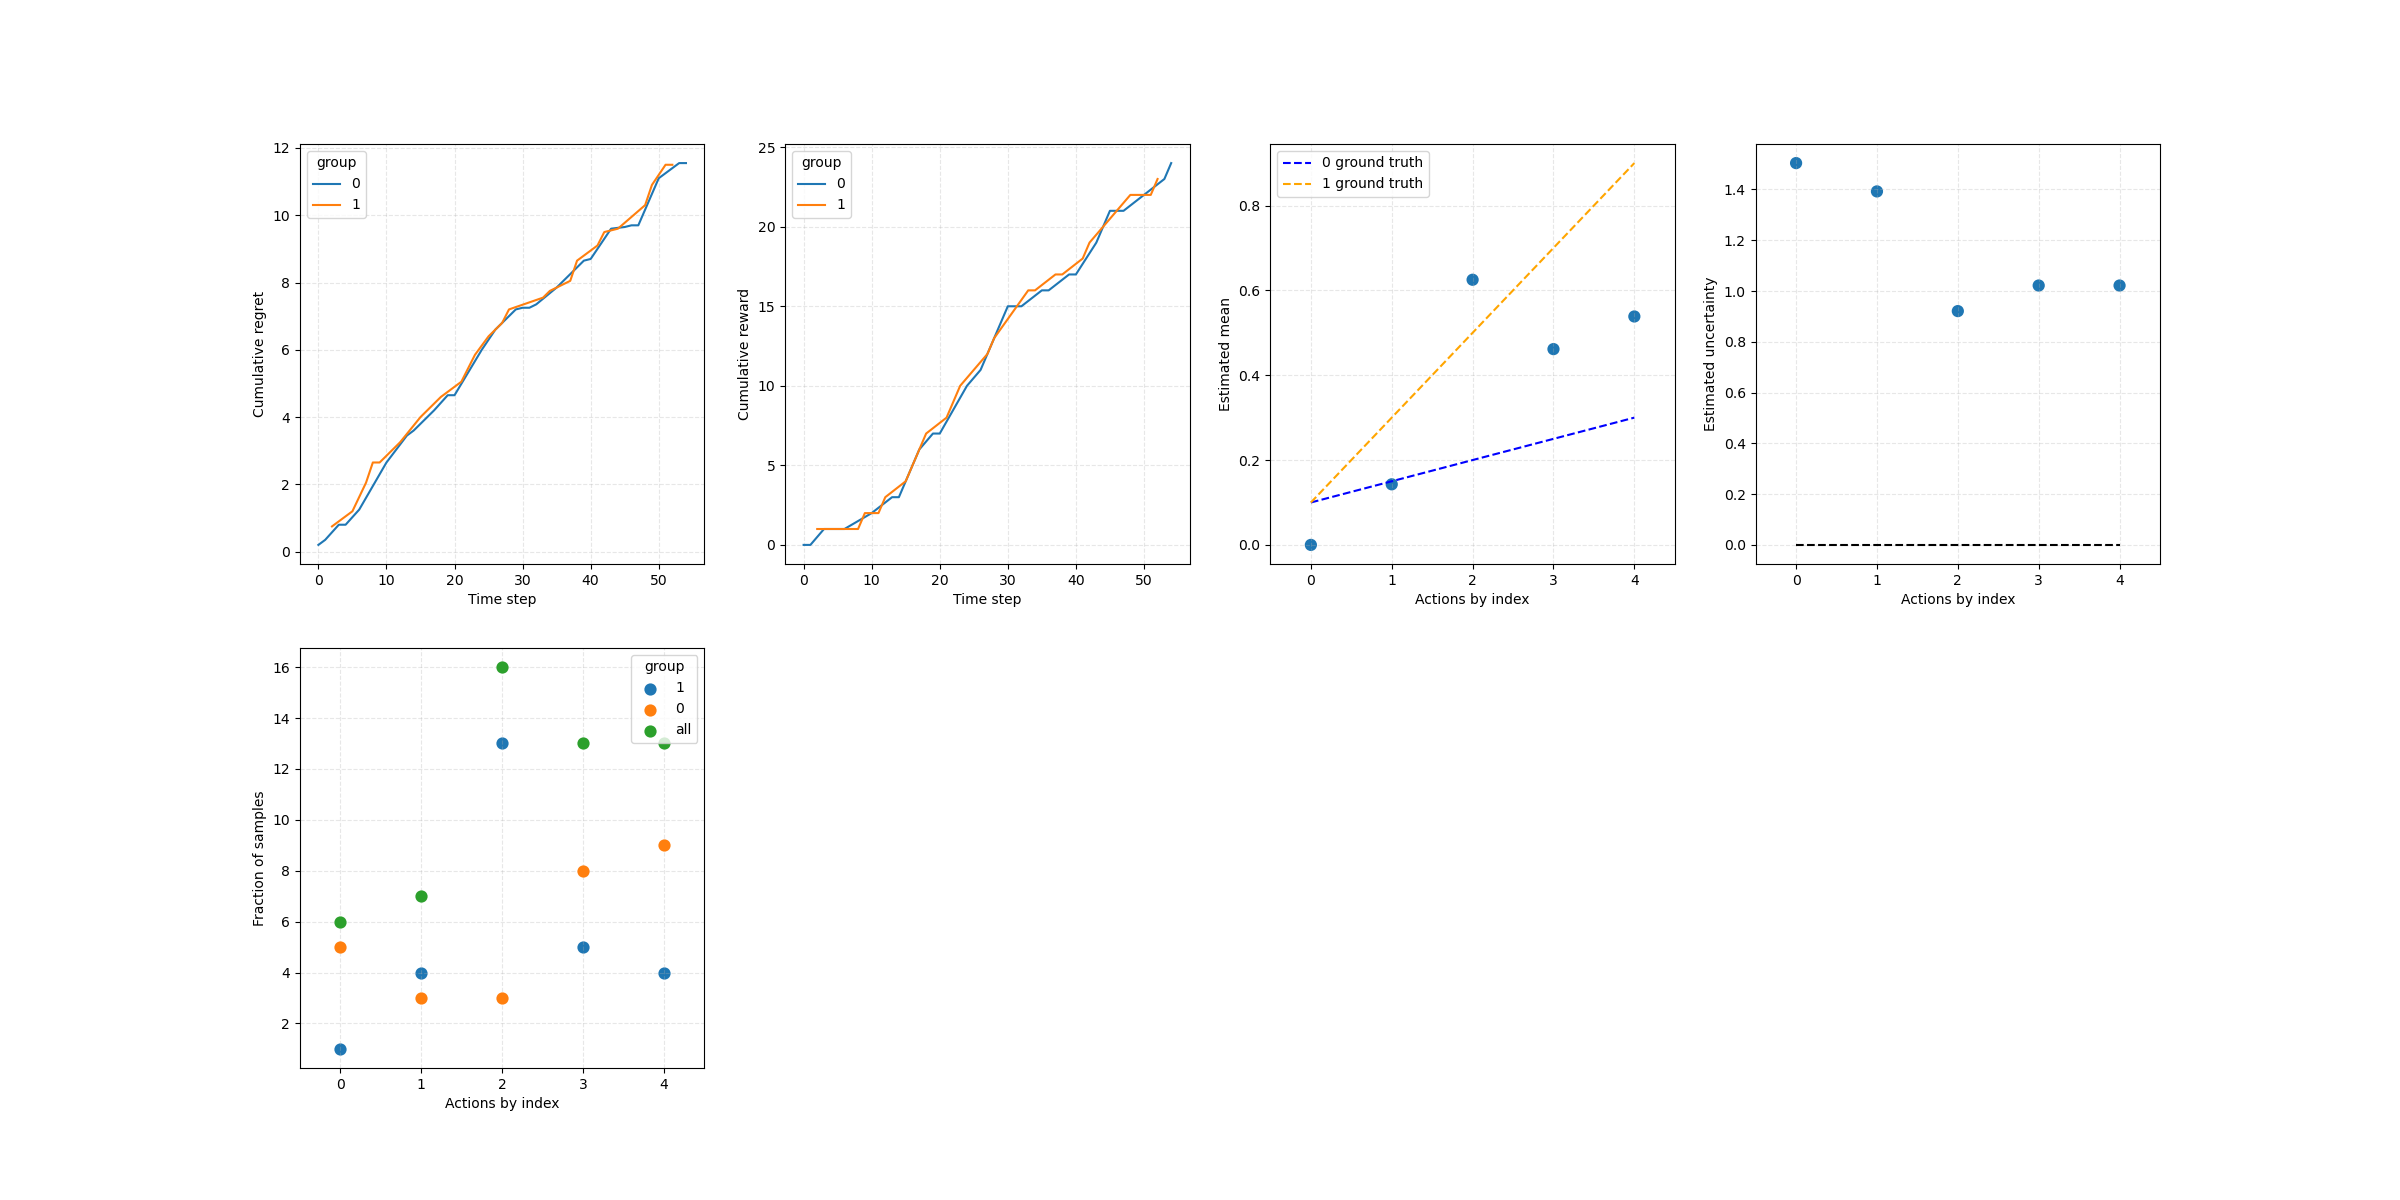 group
0
1
12
10
8
6
4
2
0
Cumulative regret
0 10 20 30 40 50
Time step
group
0
1
25
20
15
10
5
0
Cumulative reward
0 10 20 30 40 50
Time step
0 ground truth
1 ground truth
0.8
0.6
0.4
0.2
0.0
Estimated mean
0 1 2 3 4
Actions by index
1.4
1.2
1.0
0.8
0.6
0.4
0.2
0.0
Estimated uncertainty
0 1 2 3 4
Actions by index
group
1
0
all
16
14
12
10
8
6
4
2
Fraction of samples
0 1 2 3 4
Actions by index